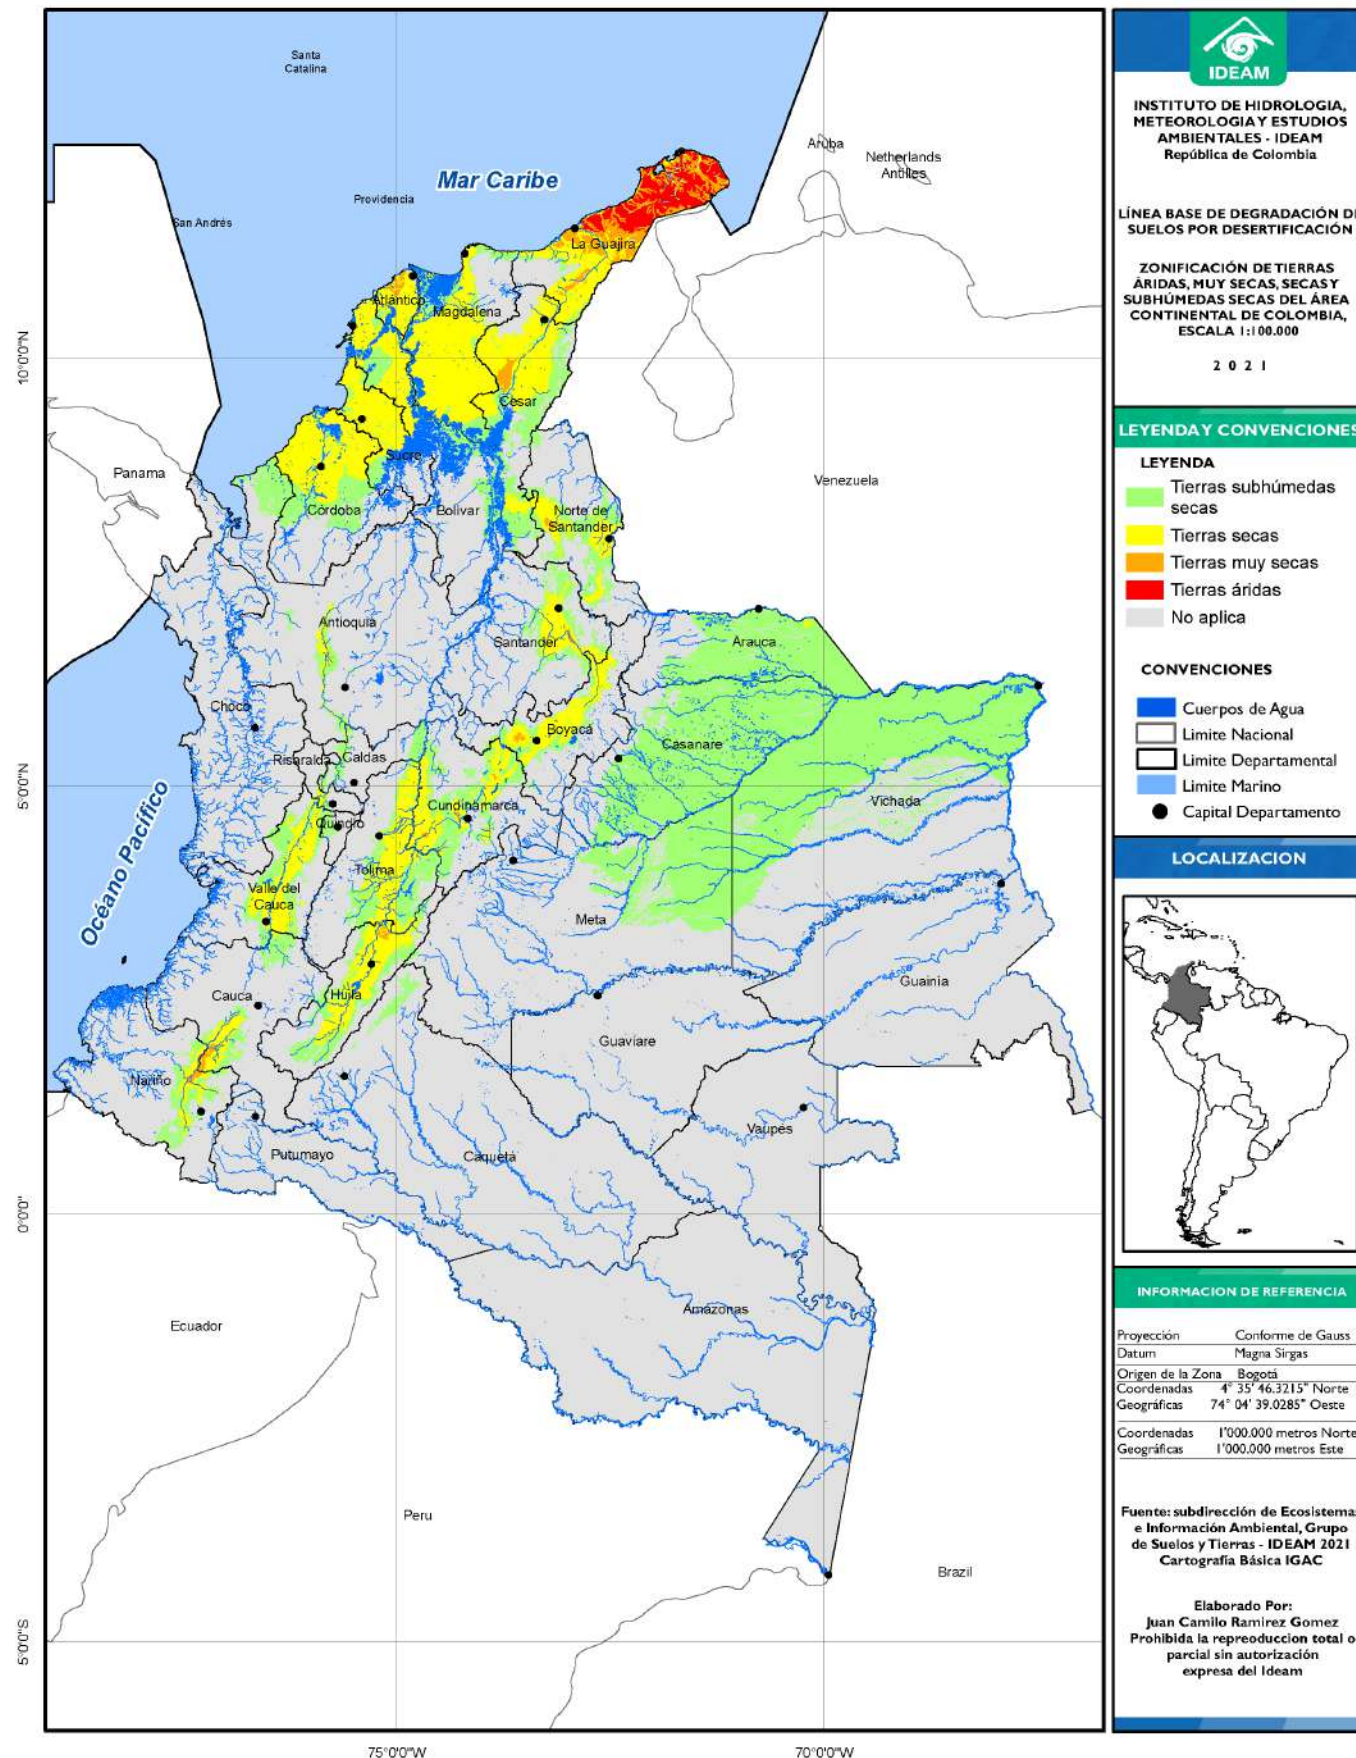 Santa
Catalina
Aruba
Netherlands
Antilles
Mar Caribe
Providencia
San Andrés
La Guajira
Atlántico
Magdalena
10°0'0"N
Cesar
Sucre
Panama
Venezuela
Córdoba
Bolívar
Norte de
Santander
Antioquia
Santander
Arauca
Chocó
Boyacá
Casanare
Risaralda
Caldas
5°0'0"N
Cundinamarca
Vichada
Quindío
Océano Pacífico
Tolima
Valle del
Cauca
Meta
Cauca
Huila
Guainia
Guaviare
Nariño
Vaupés
Putumayo
Caquetá
0°0'0"
Amazonas
Ecuador
Peru
Brazil
5°0'0"S
75°0'0"W
70°0'0"W
IDEAM
INSTITUTO DE HIDROLOGIA,
METEOROLOGIA Y ESTUDIOS
AMBIENTALES - IDEAM
República de Colombia
LÍNEA BASE DE DEGRADACIÓN D
SUELOS POR DESERTIFICACIÓN
ZONIFICACIÓN DE TIERRAS
ÁRIDAS, MUY SECAS, SECAS Y
SUBHÚMEDAS SECAS DEL ÁREA
CONTINENTAL DE COLOMBIA,
ESCALA 1:100.000
2 0 2 1
LEYENDA Y CONVENCIONES
LEYENDA
Tierras subhúmedas
secas
Tierras secas
Tierras muy secas
Tierras áridas
No aplica
CONVENCIONES
Cuerpos de Agua
Limite Nacional
Limite Departamental
Limite Marino
Capital Departamento
LOCALIZACION
INFORMACION DE REFERENCIA
Proyección Conforme de Gauss
Datum Magna Sirgas
Origen de la Zona Bogotá
Coordenadas 4° 35' 46.3215" Norte
Geográficas 74° 04' 39.0285" Oeste
Coordenadas 1'000.000 metros Norte
Geográficas 1'000.000 metros Este
Fuente: subdirección de Ecosistema
e Información Ambiental, Grupo
de Suelos y Tierras - IDEAM 2021
Cartografía Básica IGAC
Elaborado Por:
Juan Camilo Ramirez Gomez
Prohibida la repreoduccion total o
parcial sin autorización
expresa del Ideam